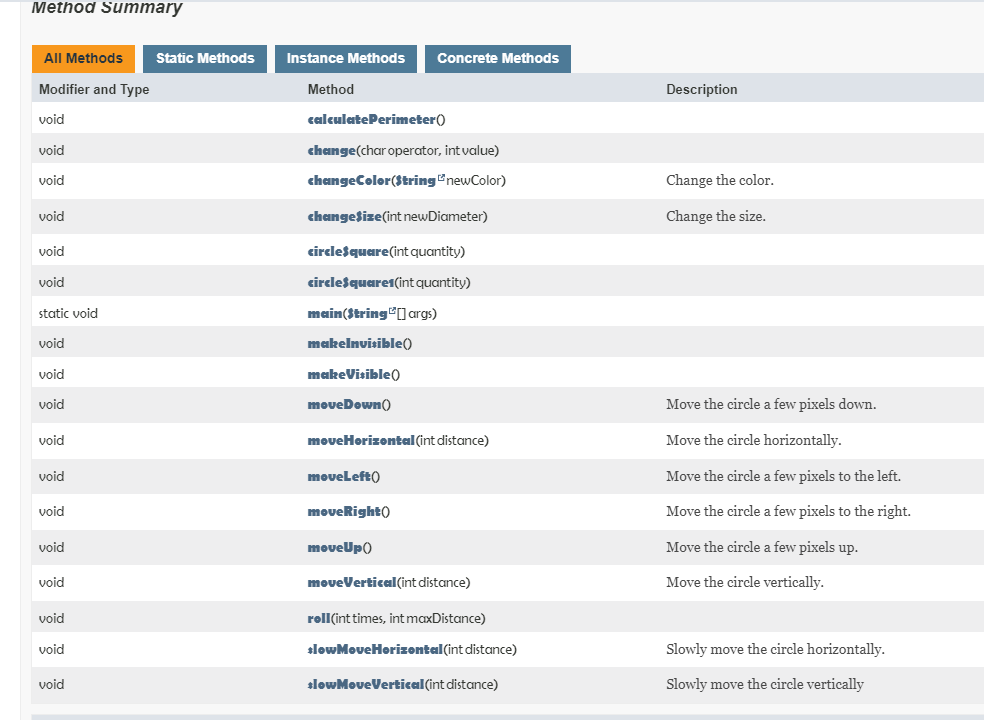 Method Summary
All Methods Static Methods Instance Methods Concrete Methods
Modifier and Type Method Description
void calculatePerimeter()
void change(char operator, int value)
void changeColor(String newColor) Change the color.
void changeSize(int newDiameter) Change the size.
void circleSquare(int quantity)
void circleSquare1(int quantity)
static void main(String[] args)
void makeInvisible()
void makeVisible()
void moveDown() Move the circle a few pixels down.
void moveHorizontal(int distance) Move the circle horizontally.
void moveLeft() Move the circle a few pixels to the left.
void moveRight() Move the circle a few pixels to the right.
void moveUp() Move the circle a few pixels up.
void moveVertical(int distance) Move the circle vertically.
void roll(int times, int maxDistance)
void slowMoveHorizontal(int distance) Slowly move the circle horizontally.
void slowMoveVertical(int distance) Slowly move the circle vertically